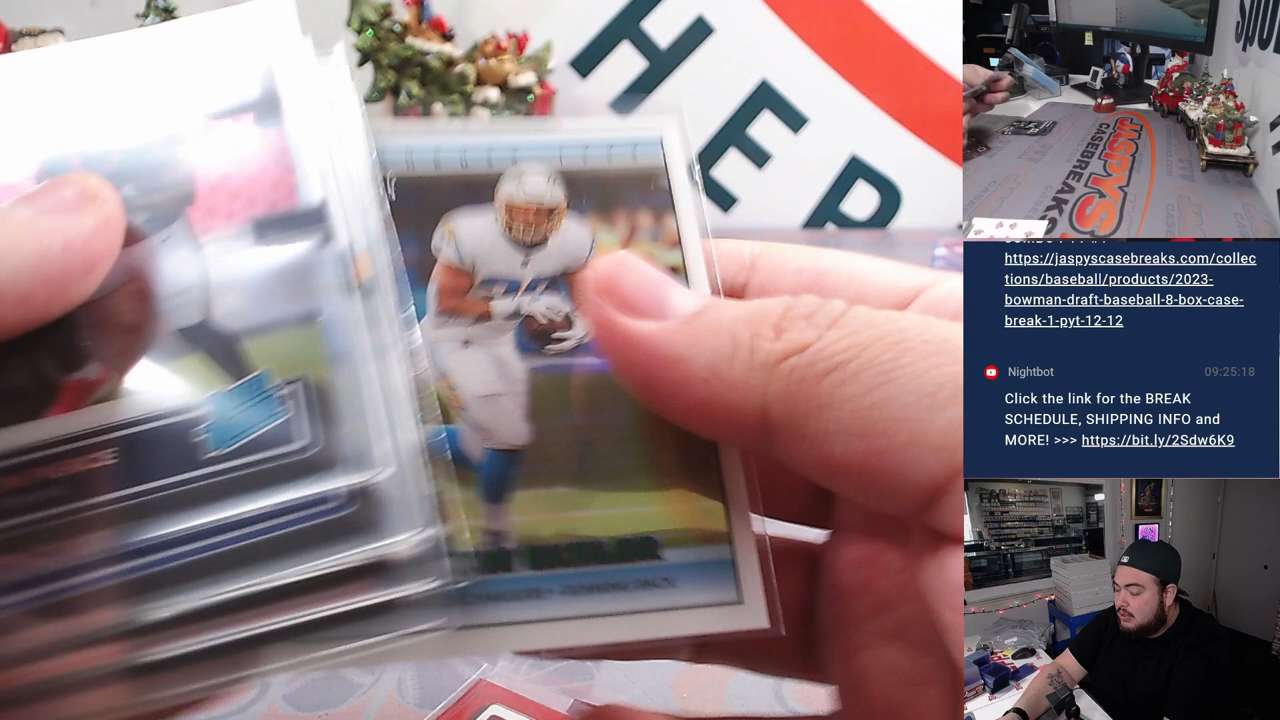 HER
spo
JASPYS
CASEBREAKS
https://jaspyscasebreaks.com/collec
tions/baseball/products/2023-
bowman-draft-baseball-8-box-case-
break-1-pyt-12-12
Nightbot 09:25:18
Click the link for the BREAK
SCHEDULE, SHIPPING INFO and
MORE! >>> https://bit.ly/2Sdw6K9